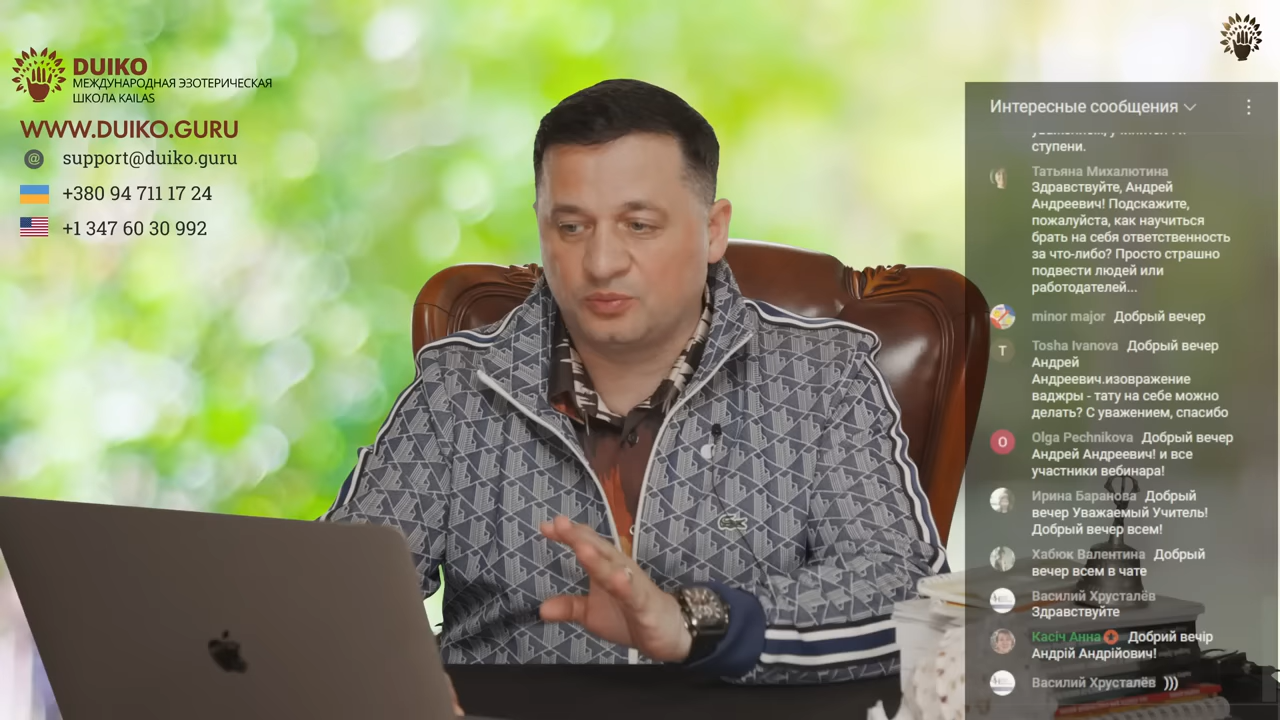 DUIKO
МЕЖДУНАРОДНАЯ ЭЗОТЕРИЧЕСКАЯ
ШКОЛА KAILAS
WWW.DUIKO.GURU
support@duiko.guru
+380 94 711 17 24
+1 347 60 30 992
Интересные сообщения
ступени.
Татьяна Михалютина
Здравствуйте, Андрей
Андреевич! Подскажите,
пожалуйста, как научиться
брать на себя ответственность
за что-либо? Просто страшно
подвести людей или
работодателей...
minor major Добрый вечер
T
Tosha Ivanova Добрый вечер
Андрей
Андреевич.изовражение
ваджры - тату на себе можно
делать? С уважением, спасибо
O
Olga Pechnikova Добрый вечер
Андрей Андреевич! и все
участники вебинара!
Ирина Баранова Добрый
вечер Уважаемый Учитель!
Добрый вечер всем!
Хабюк Валентина Добрый
вечер всем в чате
Василий Хрусталёв
Здравствуйте
Касіч Анна Добрий вечір
Андрій Андрійович!
Василий Хрусталёв )))